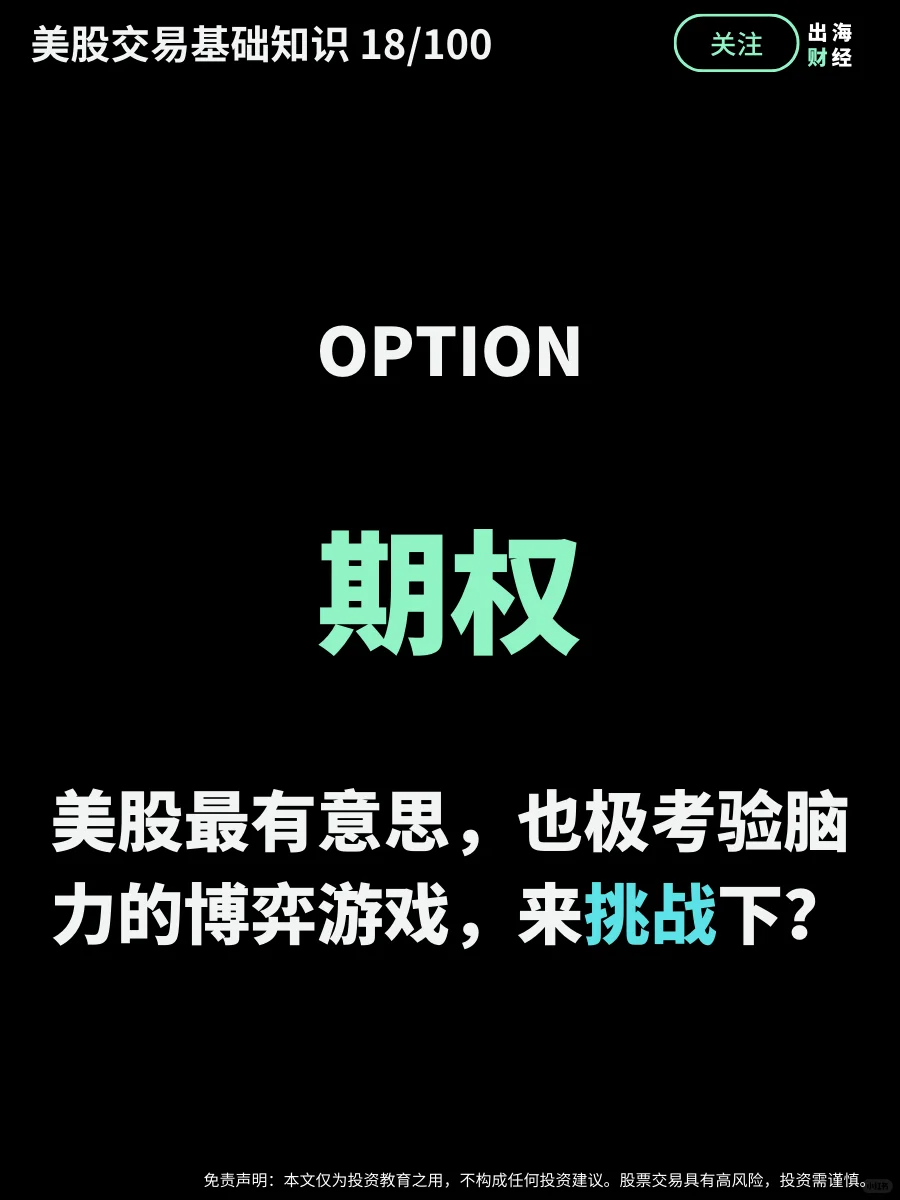 美股交易基础知识 18/100
关注
出海
财经
OPTION
期权
美股最有意思，也极考验脑
力的博弈游戏，来挑战下？
免责声明：本文仅为投资教育之用，不构成任何投资建议。股票交易具有高风险，投资需谨慎。
小红书